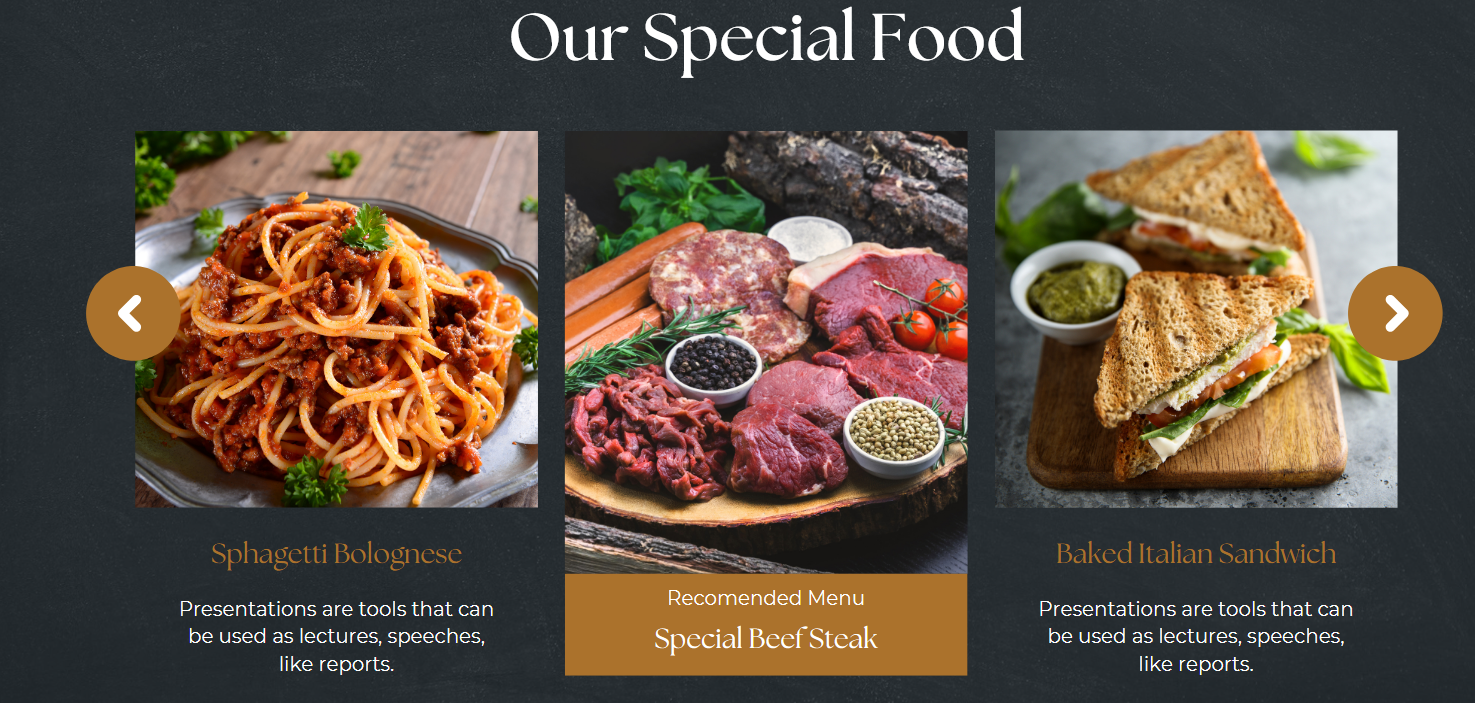 Our Special Food
Sphagetti Bolognese
Presentations are tools that can
be used as lectures, speeches,
like reports.
Recomended Menu
Special Beef Steak
Baked Italian Sandwich
Presentations are tools that can
be used as lectures, speeches,
like reports.